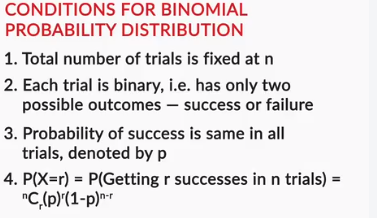 CONDITIONS FOR BINOMIAL
PROBABILITY DISTRIBUTION
1. Total number of trials is fixed at n
2. Each trial is binary, i.e. has only two
possible outcomes — success or failure
3. Probability of success is same in all
trials, denoted by p
4. P(X=r) = P(Getting r successes in n trials) =
ⁿCᵣ(p)ʳ(1-p)ⁿ⁻ʳ